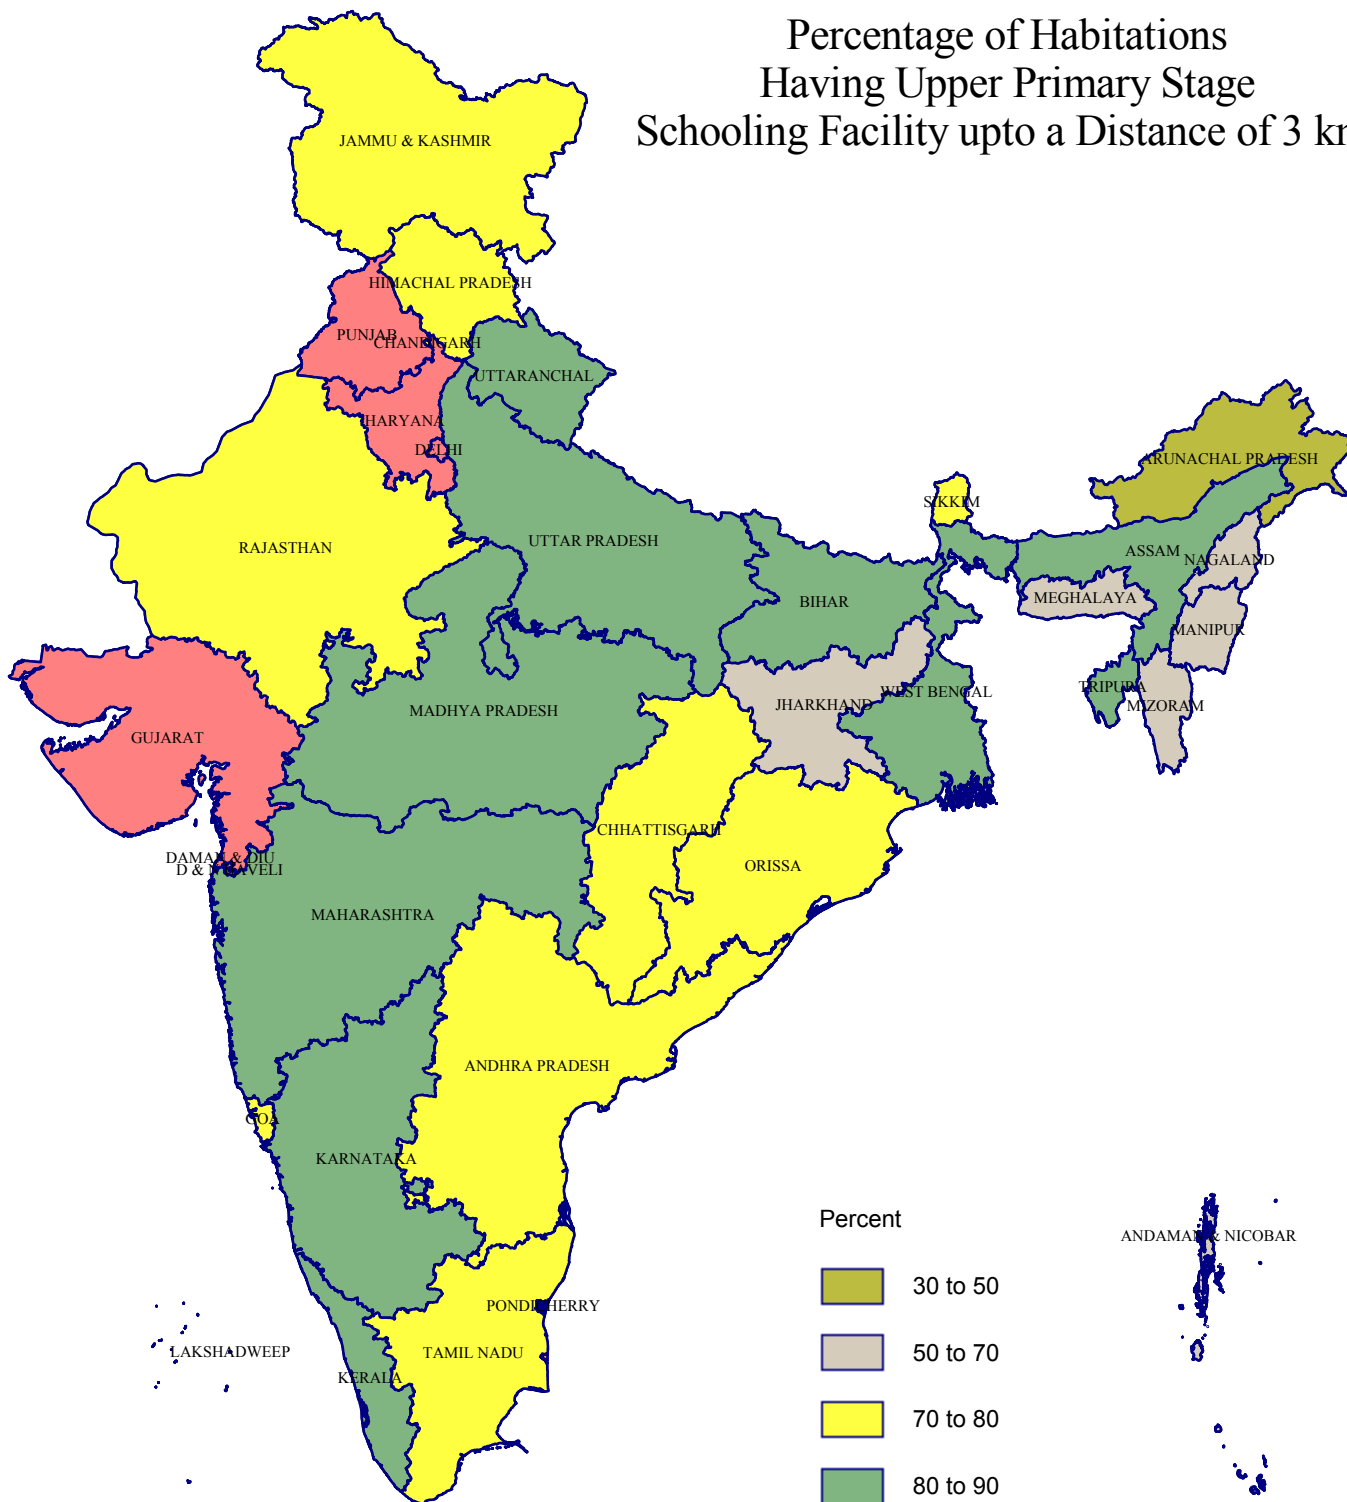 Percentage of Habitations
Having Upper Primary Stage
Schooling Facility upto a Distance of 3
JAMMU & KASHMIR
HIMACHAL PRADESH
PUNJAB
CHANDIGARH
UTTARANCHAL
HARYANA
DELHI
ARUNACHAL PRADESH
SIKKIM
RAJASTHAN
UTTAR PRADESH
ASSAM
NAGALAND
BIHAR
MEGHALAYA
MANIPUR
TRIPURA
WEST BENGAL
JHARKHAND
MIZORAM
MADHYA PRADESH
GUJARAT
CHHATTISGARH
DAMAN & DIU
D & N HAVELI
ORISSA
MAHARASHTRA
ANDHRA PRADESH
GOA
KARNATAKA
Percent
ANDAMAN & NICOBAR
30 to 50
PONDICHERRY
LAKSHADWEEP
TAMIL NADU
50 to 70
KERALA
70 to 80
80 to 90